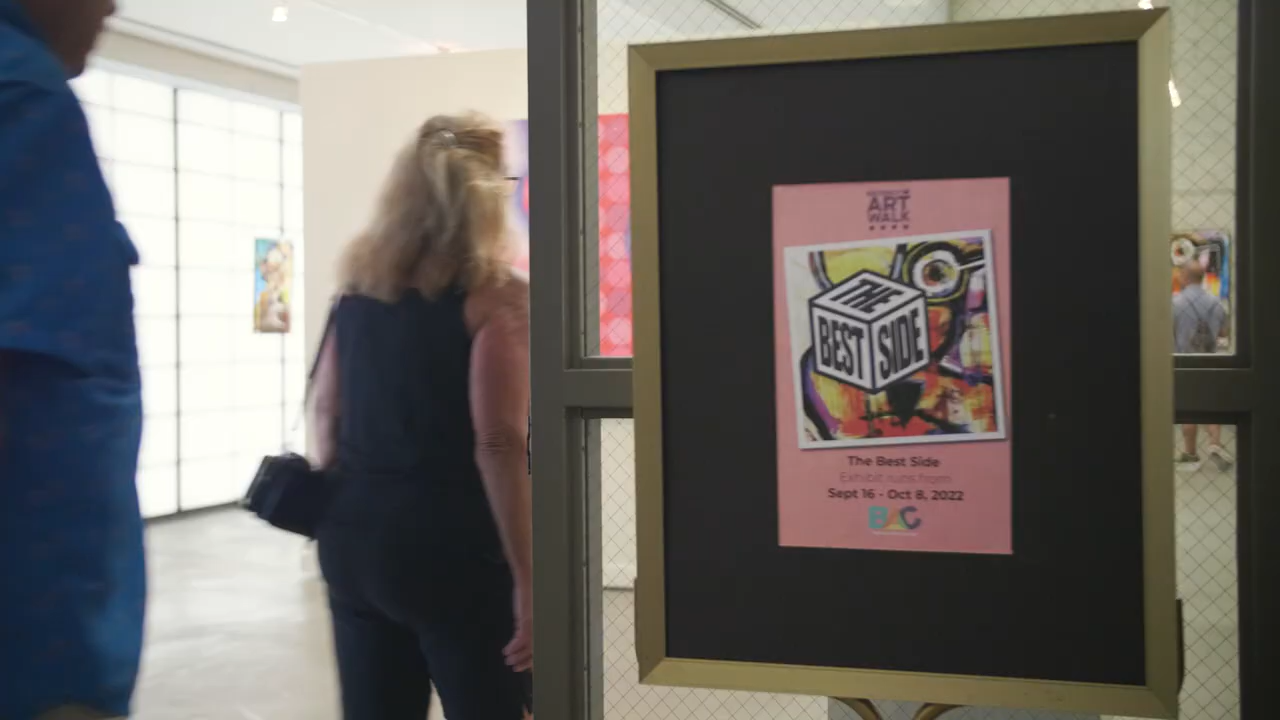 ART
WALK
THE
BEST SIDE
The Best Side
Exhibit runs from
Sept 16 - Oct 8, 2022
BAC